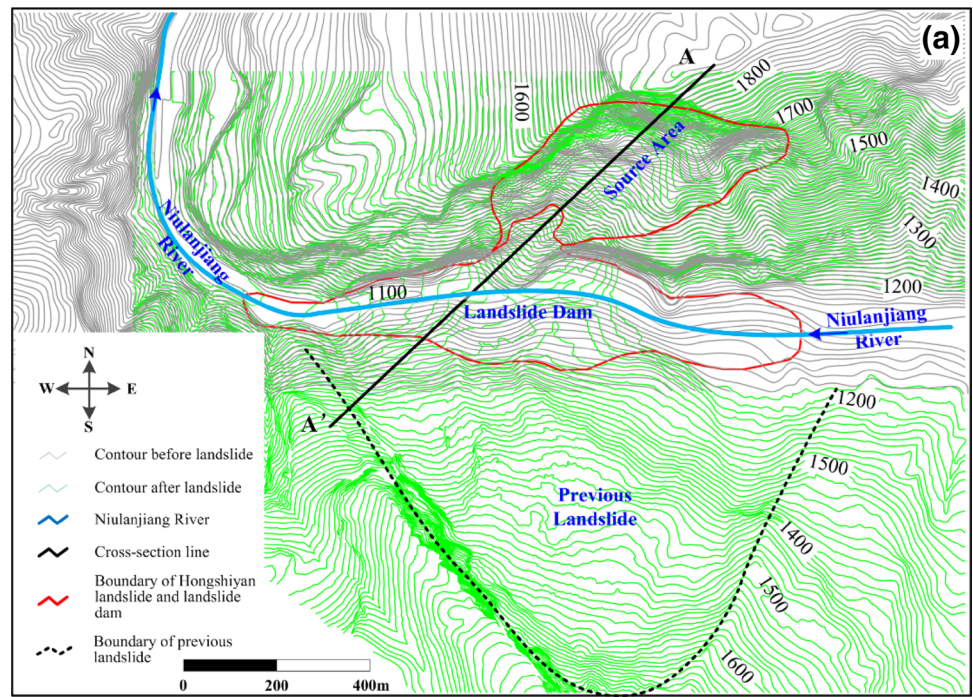 (a)
A
1800
1600
1700
1500
Source Area
1400
1300
Niulanjiang
River
1200
1100
Landslide Dam
Niulanjiang
River
N
W
E
S
A'
1200
1500
Previous
Landslide
1400
1500
1600
Contour before landslide
Contour after landslide
Niulanjiang River
Cross-section line
Boundary of Hongshiyan
landslide and landslide
dam
Boundary of previous
landslide
0
200
400m